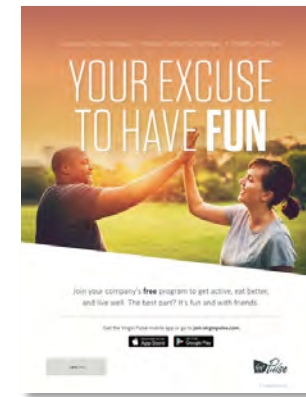 YOUR EXCUSE
TO HAVE FUN
Join your company's free program to get active, eat better,
and live well. The best part? It's fun and with friends.
Get the Virgin Pulse mobile app or go to join.virginpulse.com.
App Store
Google Play
Pulse